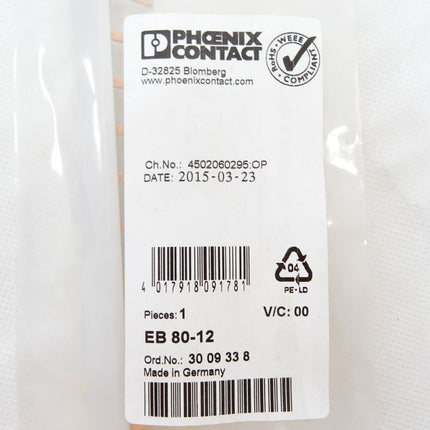 PHŒNIX
CONTACT
D-32825 Blomberg
www.phoenixcontact.com
RoHS - WEEE
COMPLIANT
Ch.No.: 4502060295:OP
DATE: 2015-03-23
4 017918 091781
04
PE-LD
Pieces: 1
V/C: 00
EB 80-12
Ord.No.: 30 09 33 8
Made in Germany